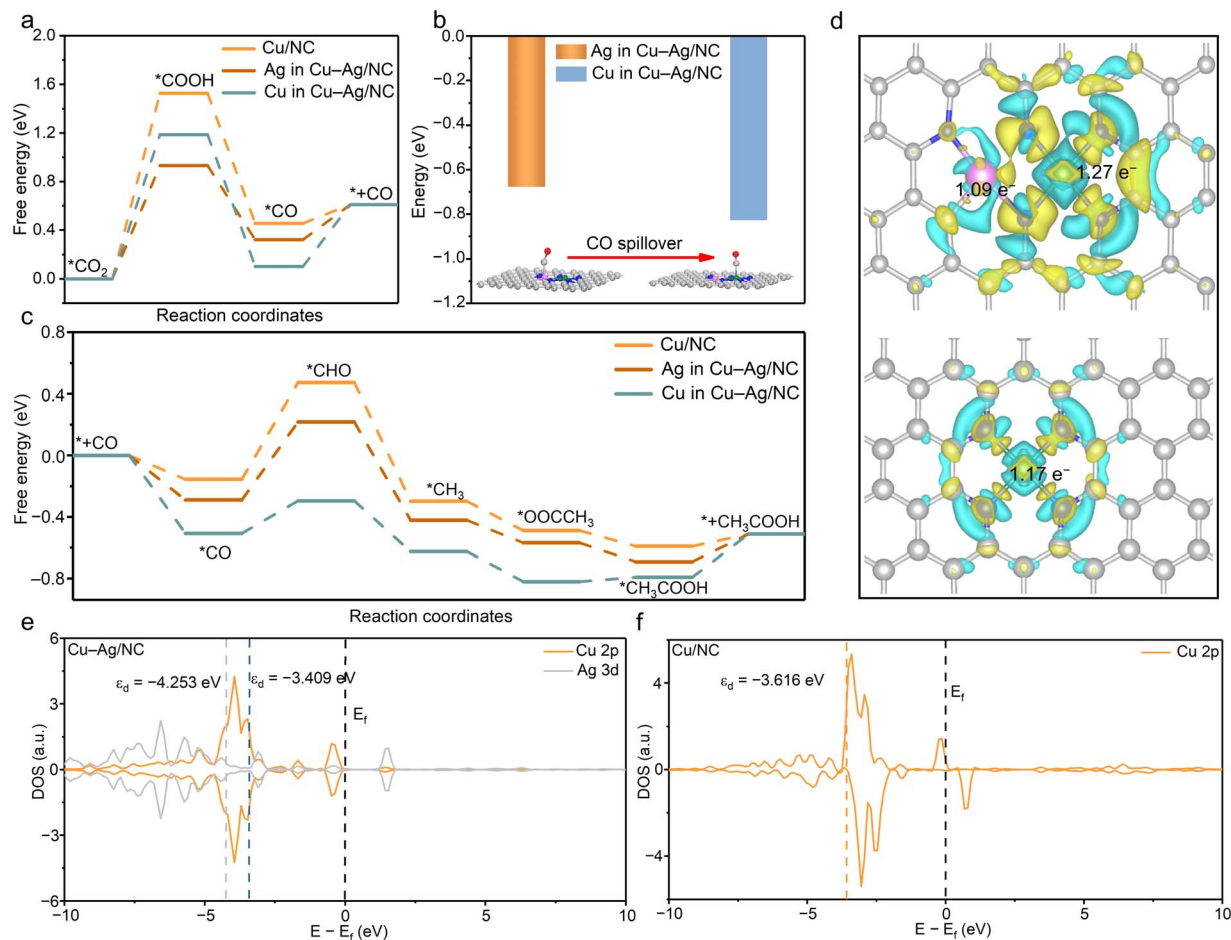 a
2.0
1.6
1.2
0.8
0.4
0.0
Free energy (eV)
Cu/NC
Ag in Cu–Ag/NC
Cu in Cu–Ag/NC
*COOH
*CO₂
*CO
*+CO
Reaction coordinates
b
0.0
−0.2
−0.4
−0.6
−0.8
−1.0
−1.2
Energy (eV)
Ag in Cu–Ag/NC
Cu in Cu–Ag/NC
CO spillover
c
0.8
0.4
0.0
−0.4
−0.8
Free energy (eV)
Cu/NC
Ag in Cu–Ag/NC
Cu in Cu–Ag/NC
*+CO
*CO
*CHO
*CH₃
*OOCCH₃
*CH₃COOH
*+CH₃COOH
Reaction coordinates
d
1.09 e⁻
1.27 e⁻
1.17 e⁻
e
6
3
0
−3
−6
DOS (a.u.)
Cu–Ag/NC
εd = −4.253 eV
εd = −3.409 eV
Ef
Cu 2p
Ag 3d
−10
−5
0
5
10
E − Ef (eV)
f
4
0
−4
DOS (a.u.)
Cu/NC
εd = −3.616 eV
Ef
Cu 2p
−10
−5
0
5
10
E − Ef (eV)